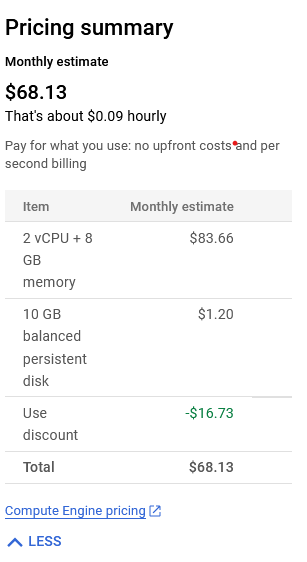 Pricing summary
Monthly estimate
$68.13
That's about $0.09 hourly
Pay for what you use: no upfront costs and per
second billing
Item Monthly estimate
2 vCPU + 8 $83.66
GB
memory
10 GB $1.20
balanced
persistent
disk
Use -$16.73
discount
Total $68.13
Compute Engine pricing
LESS